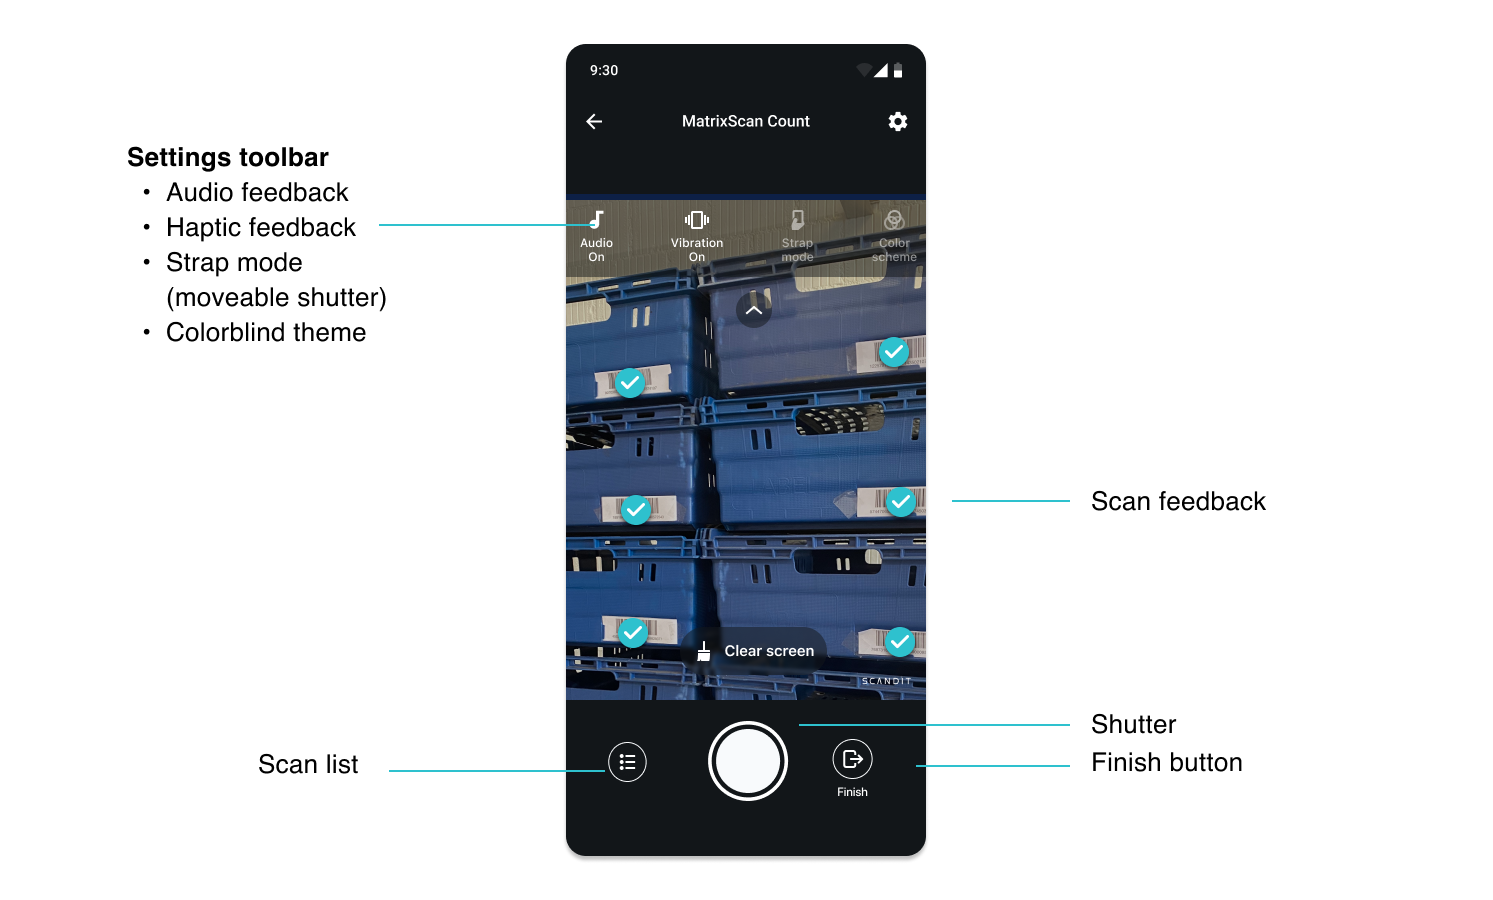 9:30
MatrixScan Count
Settings toolbar
• Audio feedback
• Haptic feedback
• Strap mode
(moveable shutter)
• Colorblind theme
Audio
On
Vibration
On
Strap
mode
Color
scheme
Scan feedback
Clear screen
SCANDIT
Shutter
Scan list
Finish button
Finish